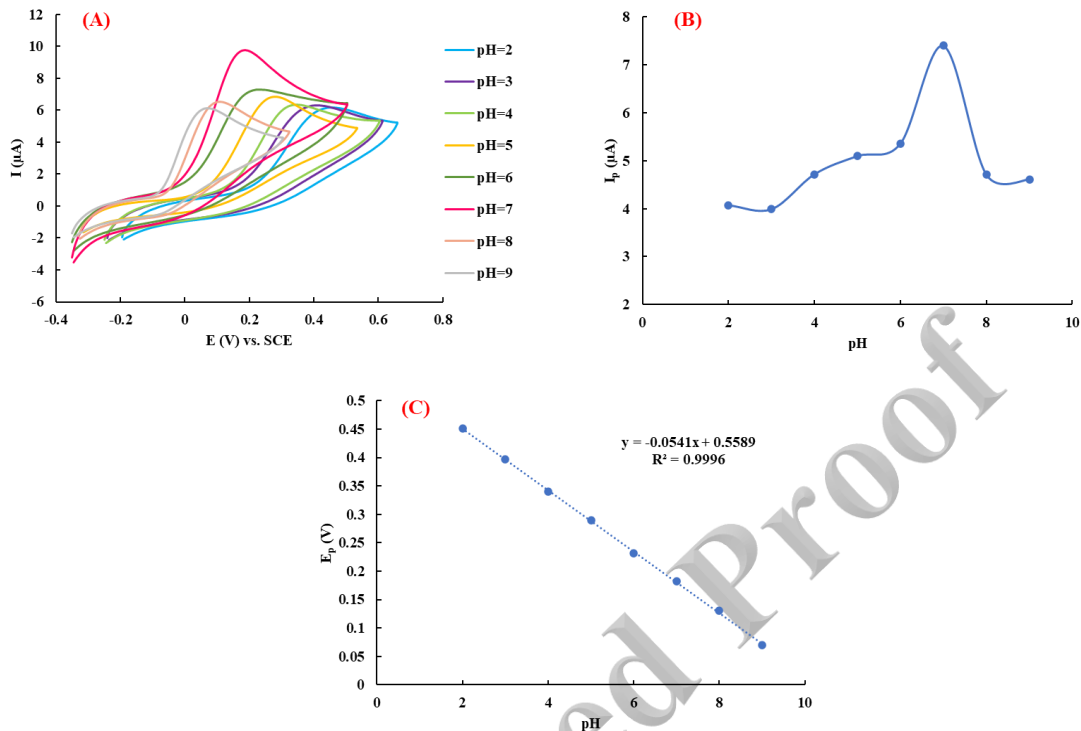 (A)
12
10
8
6
4
2
0
-2
-4
-6
I (µA)
-0.4 -0.2 0 0.2 0.4 0.6 0.8
E (V) vs. SCE
pH=2
pH=3
pH=4
pH=5
pH=6
pH=7
pH=8
pH=9
(B)
8
7
6
5
4
3
2
Ip (µA)
0 2 4 6 8 10
pH
(C)
0.5
0.45
0.4
0.35
0.3
0.25
0.2
0.15
0.1
0.05
0
Ep (V)
y = -0.0541x + 0.5589
R² = 0.9996
0 2 4 6 8 10
pH
ed Proof